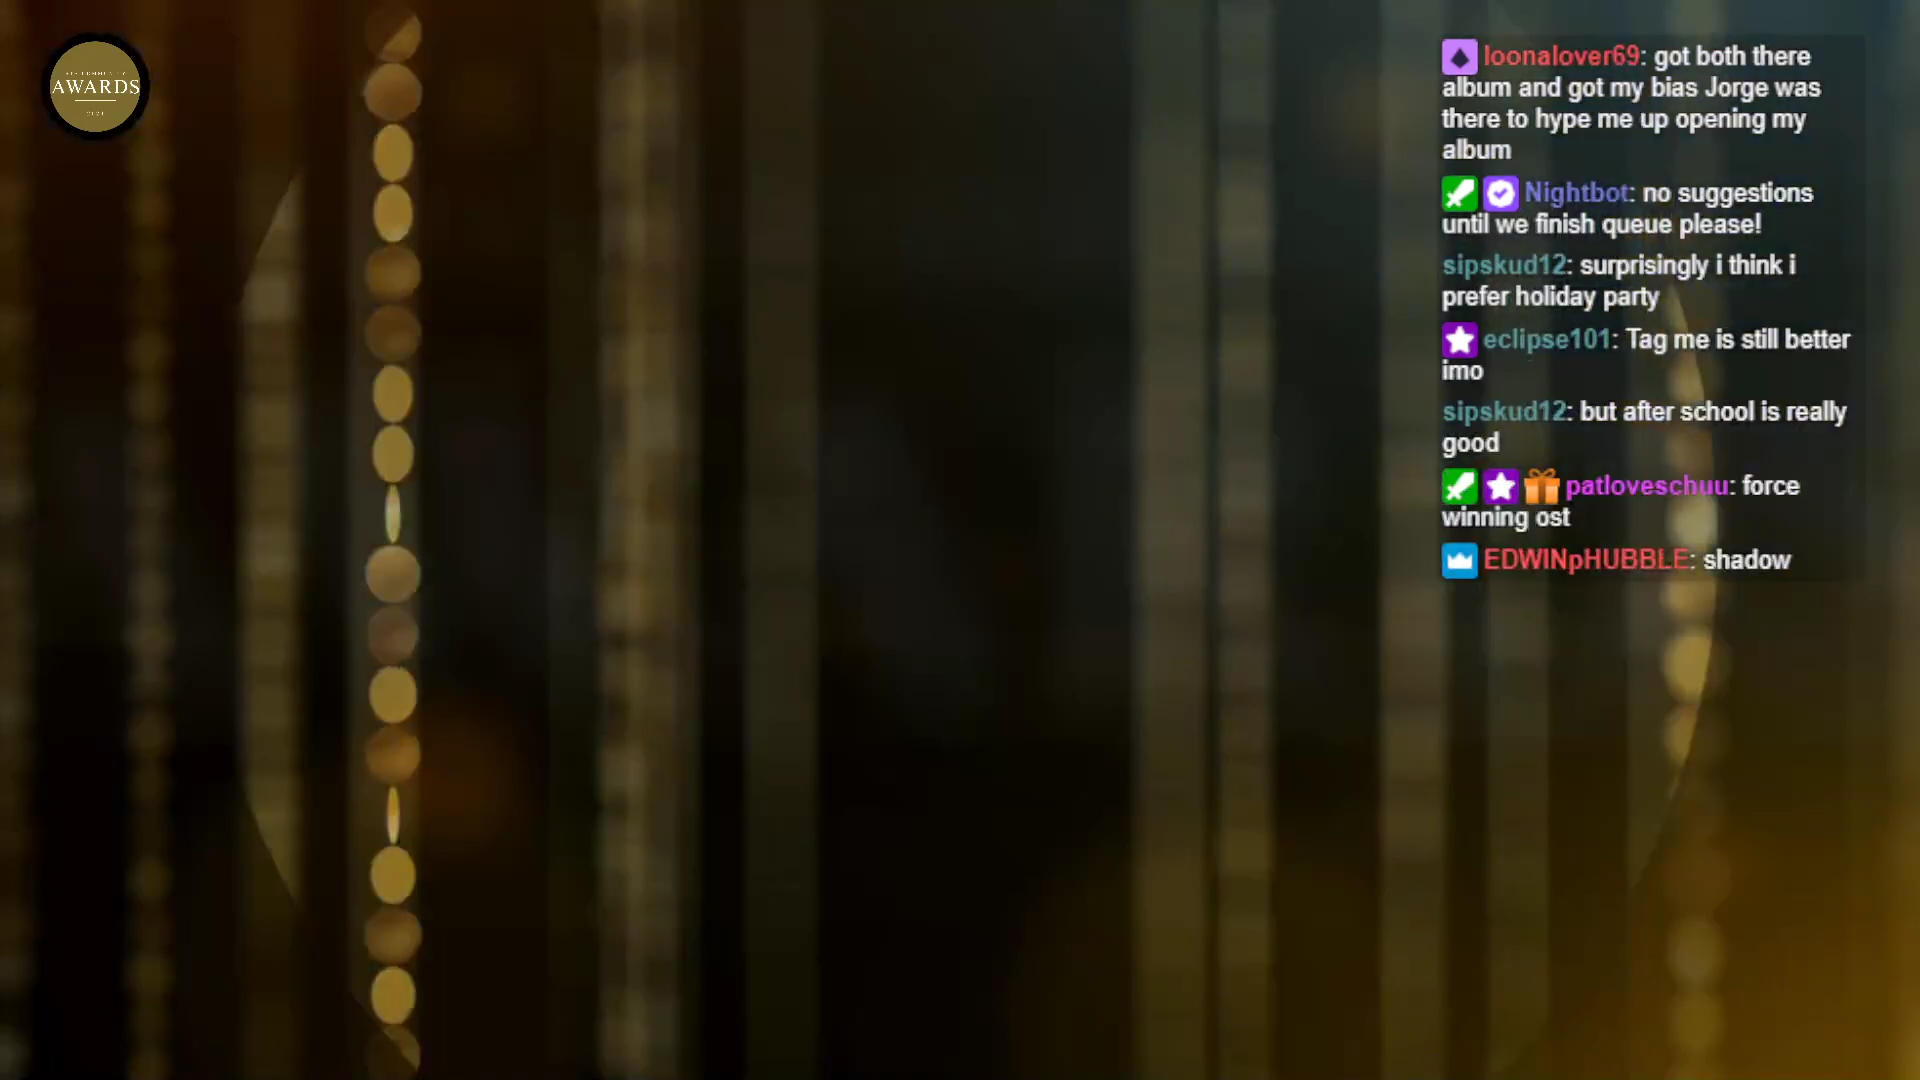 AWARDS
loonalover69: got both there
album and got my bias Jorge was
there to hype me up opening my
album
Nightbot: no suggestions
until we finish queue please!
sipskud12: surprisingly i think i
prefer holiday party
eclipse101: Tag me is still better
imo
sipskud12: but after school is really
good
patloveschuu: force
winning ost
EDWINpHUBBLE: shadow